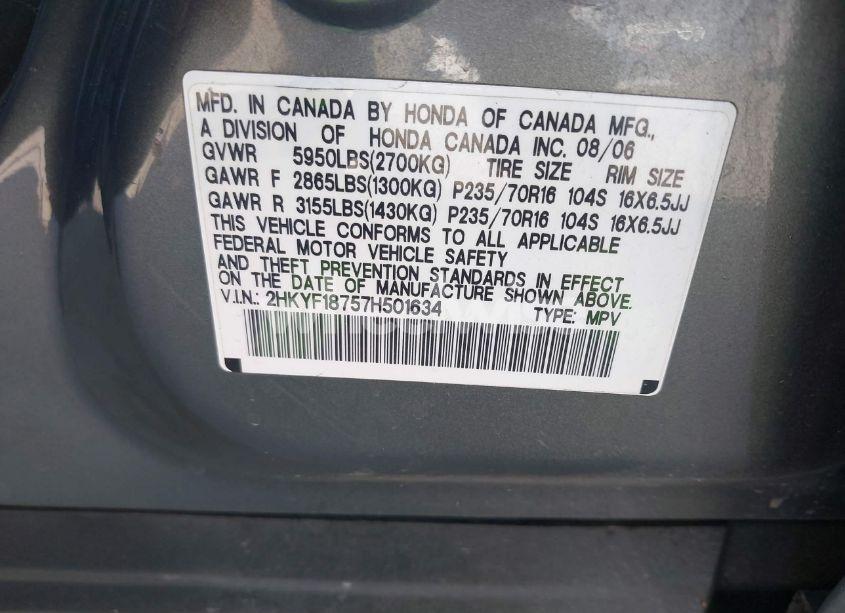 MFD. IN CANADA BY HONDA OF CANADA MFG.,
A DIVISION OF HONDA CANADA INC. 08/06
GVWR 5950LBS(2700KG) TIRE SIZE RIM SIZE
GAWR F 2865LBS(1300KG) P235/70R16 104S 16X6.5JJ
GAWR R 3155LBS(1430KG) P235/70R16 104S 16X6.5JJ
THIS VEHICLE CONFORMS TO ALL APPLICABLE
FEDERAL MOTOR VEHICLE SAFETY
AND THEFT PREVENTION STANDARDS IN EFFECT
ON THE DATE OF MANUFACTURE SHOWN ABOVE.
V.I.N.: 2HKYF18757H501634 TYPE: MPV